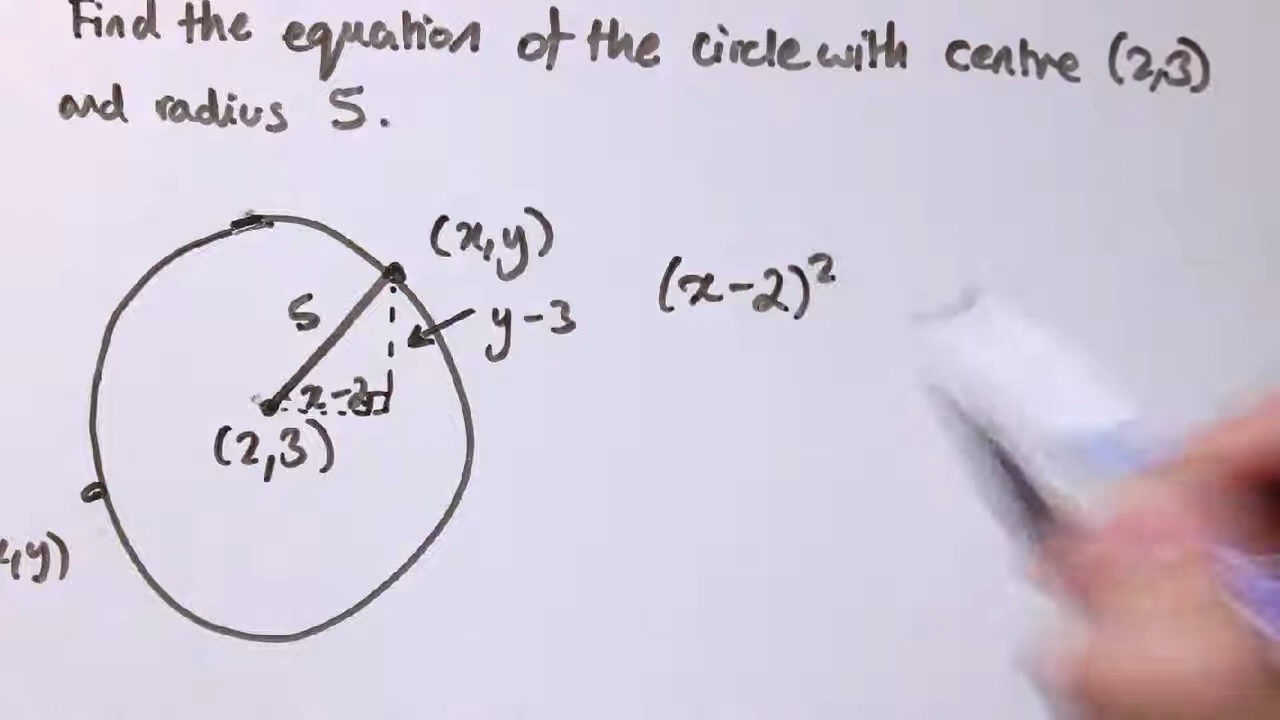 Find the equation of the circle with centre (2,3)
and radius 5.
(x,y)
(x-2)²
5
y-3
x-2
(2,3)
,y)